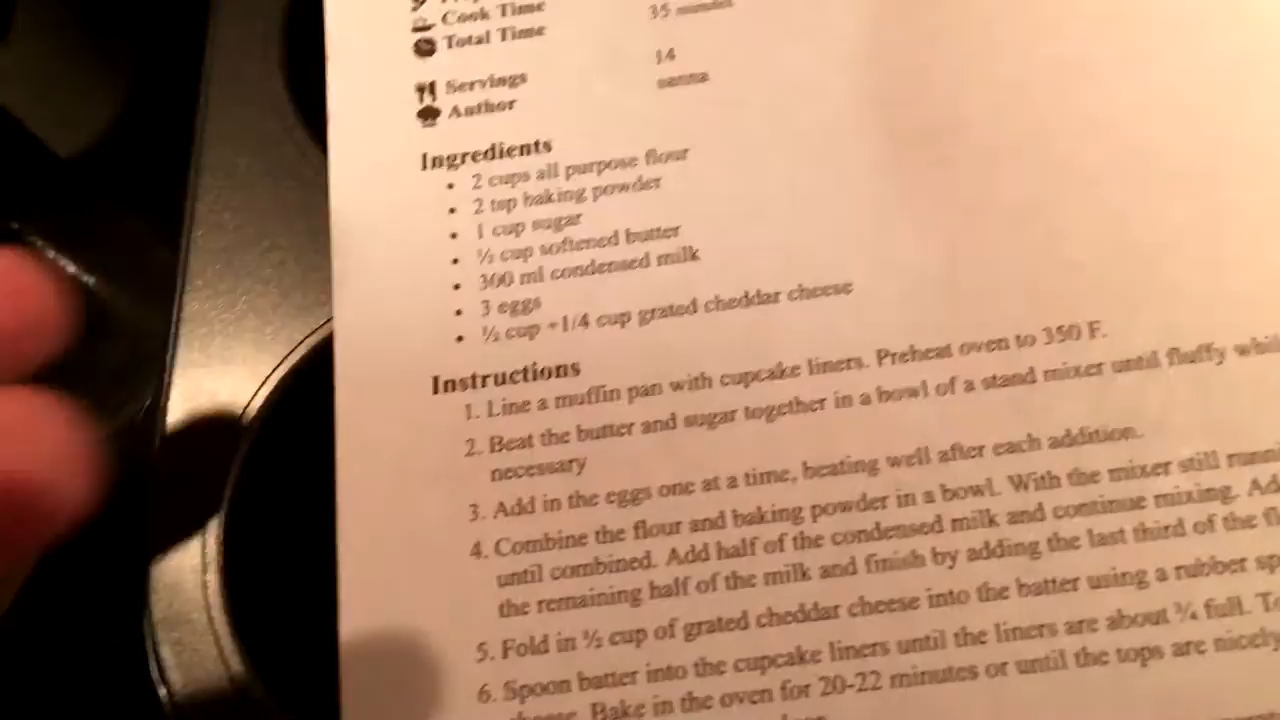 Cook Time
Total Time 35 minutes
Servings 14
Author sanna
Ingredients
• 2 cups all purpose flour
• 2 tsp baking powder
• 1 cup sugar
• ½ cup softened butter
• 300 ml condensed milk
• 3 eggs
• ½ cup +1/4 cup grated cheddar cheese
Instructions
1. Line a muffin pan with cupcake liners. Preheat oven to 350 F.
2. Beat the butter and sugar together in a bowl of a stand mixer until fluffy
necessary
3. Add in the eggs one at a time, beating well after each addition.
4. Combine the flour and baking powder in a bowl. With the mixer still
until combined. Add half of the condensed milk and continue mixing.
the remaining half of the milk and finish by adding the last third of the
5. Fold in ½ cup of grated cheddar cheese into the batter using a rubber
6. Spoon batter into the cupcake liners until the liners are about ¾ full.
cheese. Bake in the oven for 20-22 minutes or until the tops are nicely